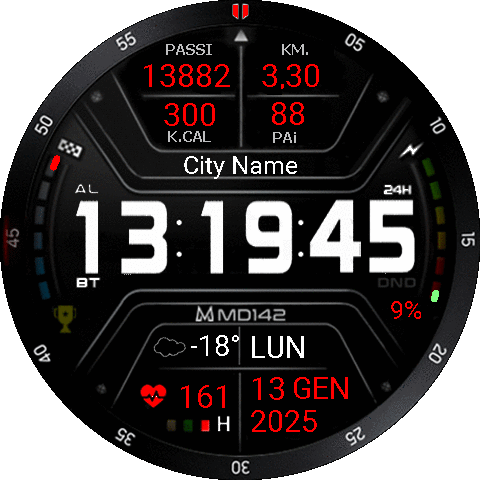 55
05
50
10
45
15
40
20
35
25
30
PASSI
KM.
13882
3,30
300
88
K.CAL
PAi
City Name
AL
24H
13:19:45
BT
DND
9%
MD142
-18°
LUN
161
13 GEN
H
2025